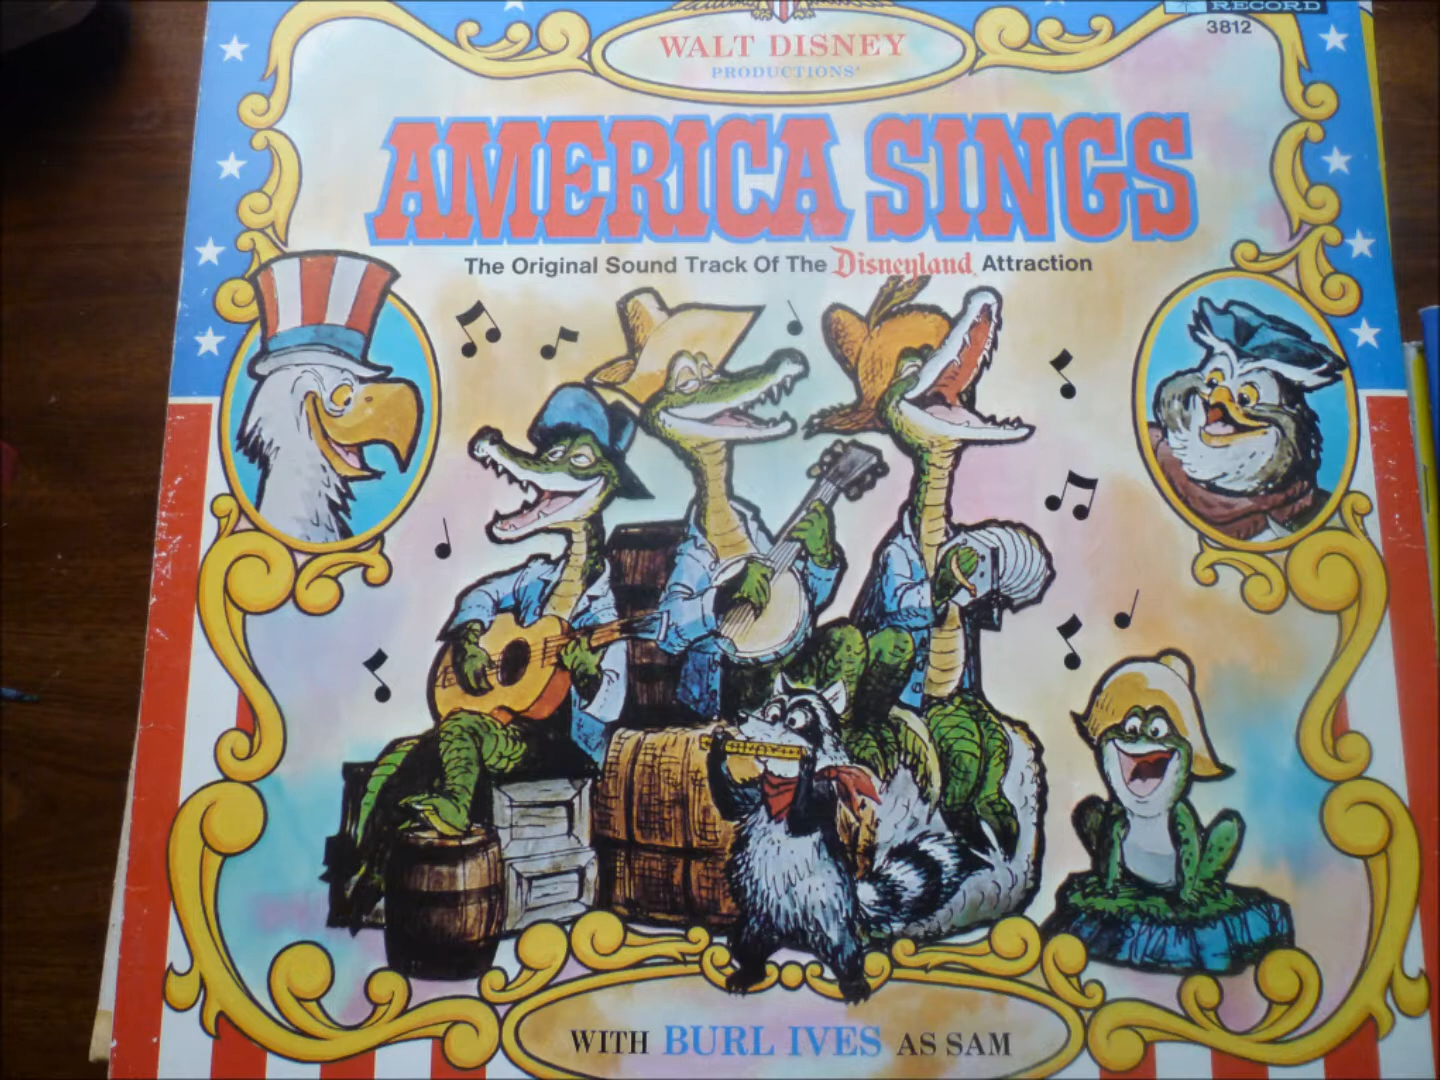 RECORD
3812
WALT DISNEY
PRODUCTIONS'
AMERICA SINGS
The Original Sound Track Of The Disneyland Attraction
WITH BURL IVES AS SAM